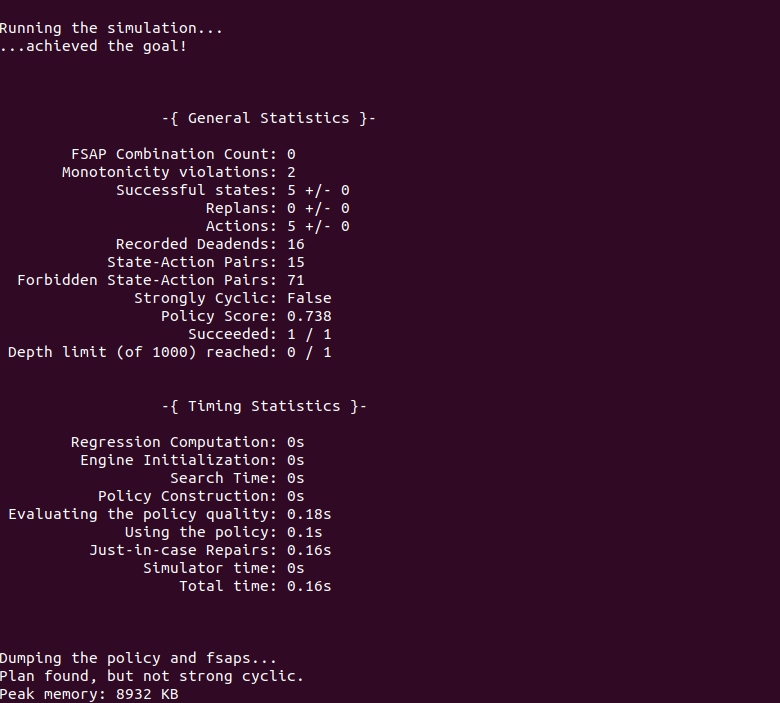 Running the simulation...
...achieved the goal!
-{ General Statistics }-
FSAP Combination Count: 0
Monotonicity violations: 2
Successful states: 5 +/- 0
Replans: 0 +/- 0
Actions: 5 +/- 0
Recorded Deadends: 16
State-Action Pairs: 15
Forbidden State-Action Pairs: 71
Strongly Cyclic: False
Policy Score: 0.738
Succeeded: 1 / 1
Depth limit (of 1000) reached: 0 / 1
-{ Timing Statistics }-
Regression Computation: 0s
Engine Initialization: 0s
Search Time: 0s
Policy Construction: 0s
Evaluating the policy quality: 0.18s
Using the policy: 0.1s
Just-in-case Repairs: 0.16s
Simulator time: 0s
Total time: 0.16s
Dumping the policy and fsaps...
Plan found, but not strong cyclic.
Peak memory: 8932 KB